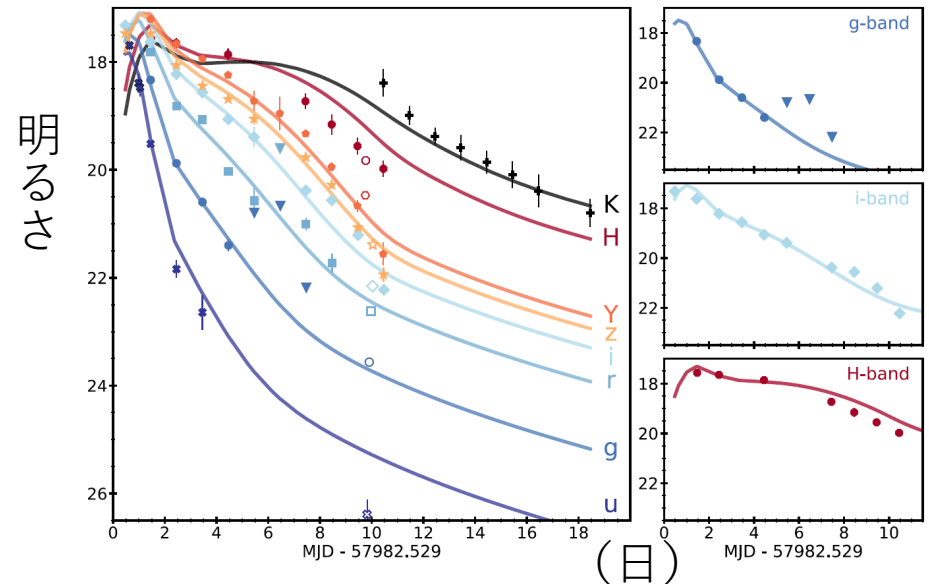 明るさ
18
20
22
24
26
K
H
Y
z
i
r
g
u
0 2 4 6 8 10 12 14 16 18
MJD - 57982.529
(日)
g-band
18
20
22
i-band
18
20
22
H-band
18
20
22
0 2 4 6 8 10
MJD - 57982.529